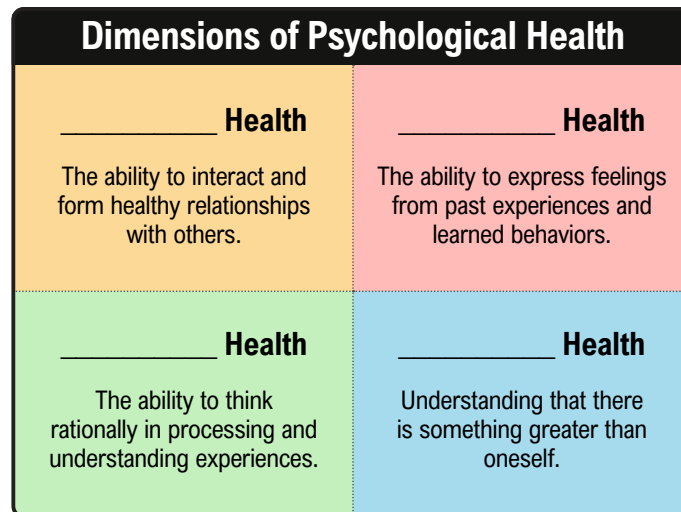 Dimensions of Psychological Health
__________ Health
The ability to interact and
form healthy relationships
with others.
__________ Health
The ability to express feelings
from past experiences and
learned behaviors.
__________ Health
The ability to think
rationally in processing and
understanding experiences.
__________ Health
Understanding that there
is something greater than
oneself.